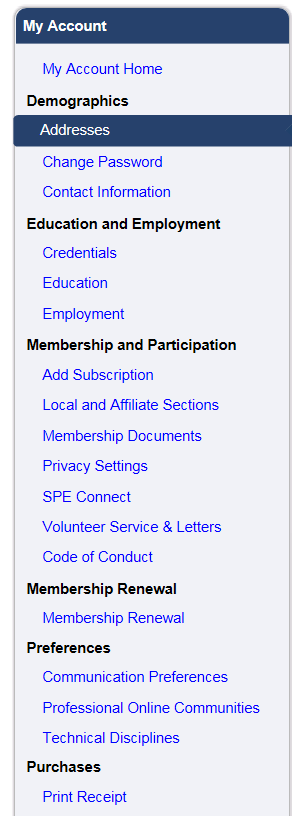 My Account
My Account Home
Demographics
Addresses
Change Password
Contact Information
Education and Employment
Credentials
Education
Employment
Membership and Participation
Add Subscription
Local and Affiliate Sections
Membership Documents
Privacy Settings
SPE Connect
Volunteer Service & Letters
Code of Conduct
Membership Renewal
Membership Renewal
Preferences
Communication Preferences
Professional Online Communities
Technical Disciplines
Purchases
Print Receipt